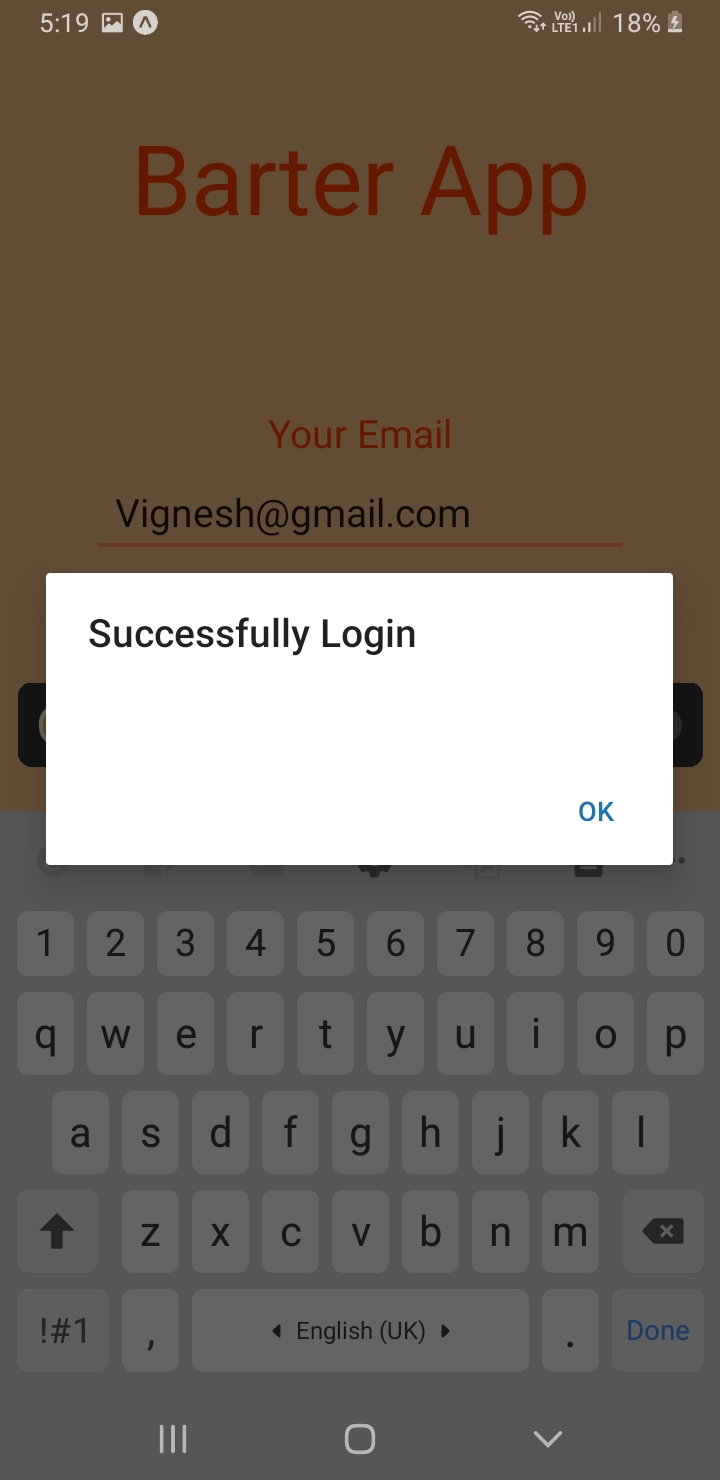 5:19 Vo)) LTE1 18%
Barter App
Your Email
Vignesh@gmail.com
Successfully Login
OK
1 2 3 4 5 6 7 8 9 0
q w e r t y u i o p
a s d f g h j k l
z x c v b n m
!#1 , English (UK) . Done